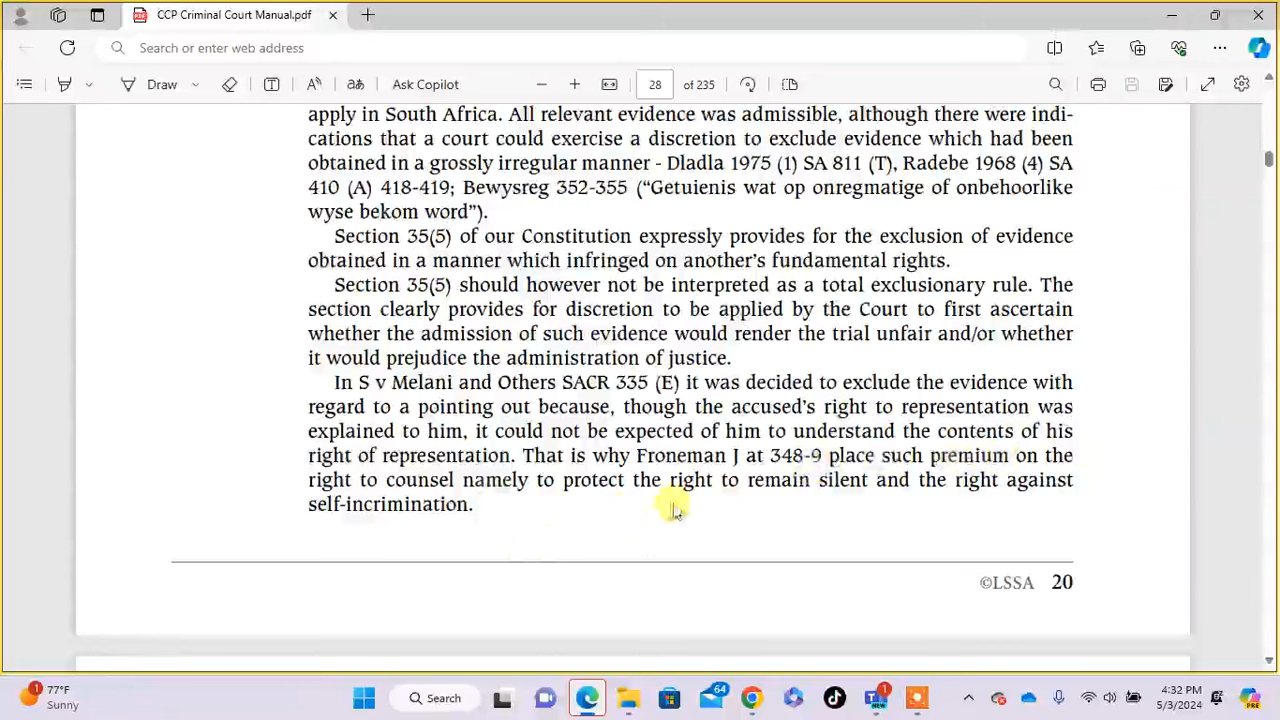 CCP Criminal Court Manual.pdf
Search or enter web address
Draw
Ask Copilot
28 of 235
apply in South Africa. All relevant evidence was admissible, although there were indi-
cations that a court could exercise a discretion to exclude evidence which had been
obtained in a grossly irregular manner - Dladla 1975 (1) SA 811 (T), Radebe 1968 (4) SA
410 (A) 418-419; Bewysreg 352-355 (“Getuienis wat op onregmatige of onbehoorlike
wyse bekom word”).
Section 35(5) of our Constitution expressly provides for the exclusion of evidence
obtained in a manner which infringed on another’s fundamental rights.
Section 35(5) should however not be interpreted as a total exclusionary rule. The
section clearly provides for discretion to be applied by the Court to first ascertain
whether the admission of such evidence would render the trial unfair and/or whether
it would prejudice the administration of justice.
In S v Melani and Others SACR 335 (E) it was decided to exclude the evidence with
regard to a pointing out because, though the accused’s right to representation was
explained to him, it could not be expected of him to understand the contents of his
right of representation. That is why Froneman J at 348-9 place such premium on the
right to counsel namely to protect the right to remain silent and the right against
self-incrimination.
©LSSA 20
1
77°F
Sunny
Search
64
NEW
1
4:32 PM
5/3/2024
PRE